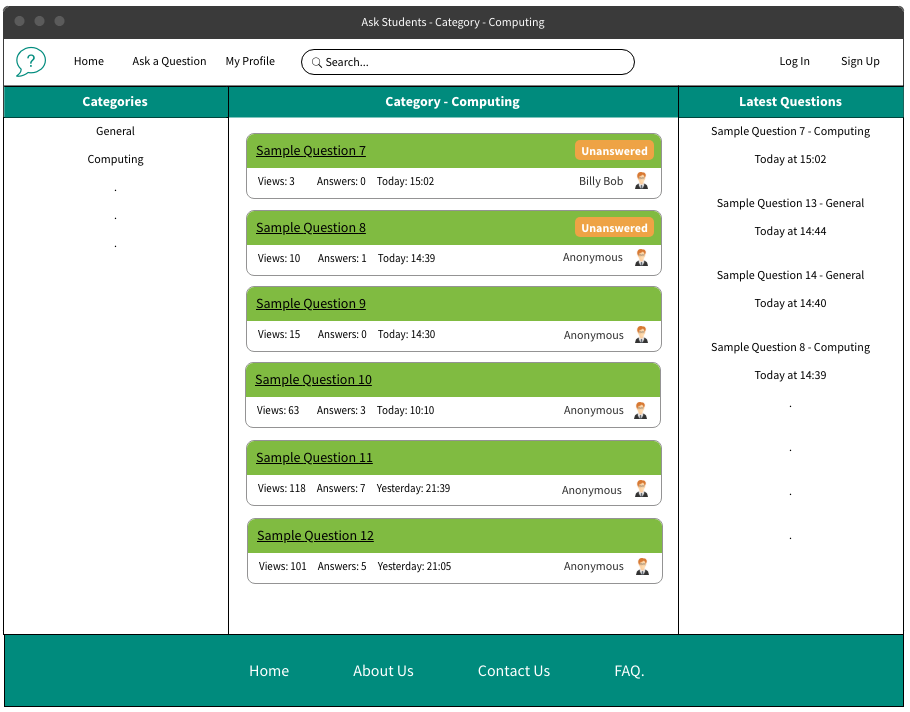 Ask Students - Category - Computing
?
Home Ask a Question My Profile Search... Log In Sign Up
Categories
General
Computing
.
.
.
Category - Computing
Sample Question 7 Unanswered
Views: 3 Answers: 0 Today: 15:02 Billy Bob
Sample Question 8 Unanswered
Views: 10 Answers: 1 Today: 14:39 Anonymous
Sample Question 9
Views: 15 Answers: 0 Today: 14:30 Anonymous
Sample Question 10
Views: 63 Answers: 3 Today: 10:10 Anonymous
Sample Question 11
Views: 118 Answers: 7 Yesterday: 21:39 Anonymous
Sample Question 12
Views: 101 Answers: 5 Yesterday: 21:05 Anonymous
Latest Questions
Sample Question 7 - Computing
Today at 15:02
Sample Question 13 - General
Today at 14:44
Sample Question 14 - General
Today at 14:40
Sample Question 8 - Computing
Today at 14:39
.
.
.
.
Home About Us Contact Us FAQ.